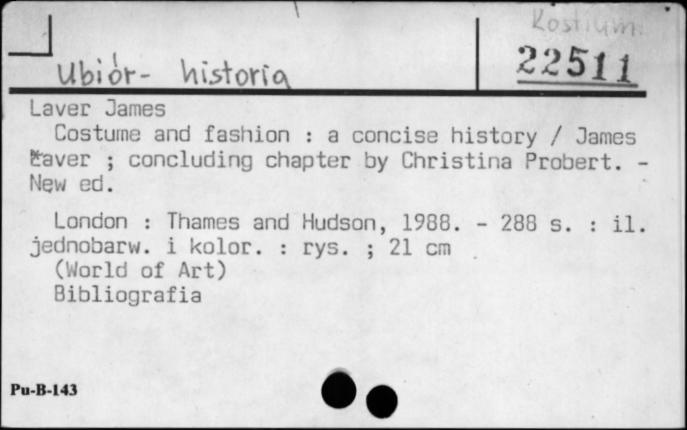 Kostium
Ubiór- historia
22511
Laver James
Costume and fashion : a concise history / James
Laver ; concluding chapter by Christina Probert. -
New ed.
London : Thames and Hudson, 1988. - 288 s. : il.
jednobarw. i kolor. : rys. ; 21 cm
(World of Art)
Bibliografia
Pu-B-143